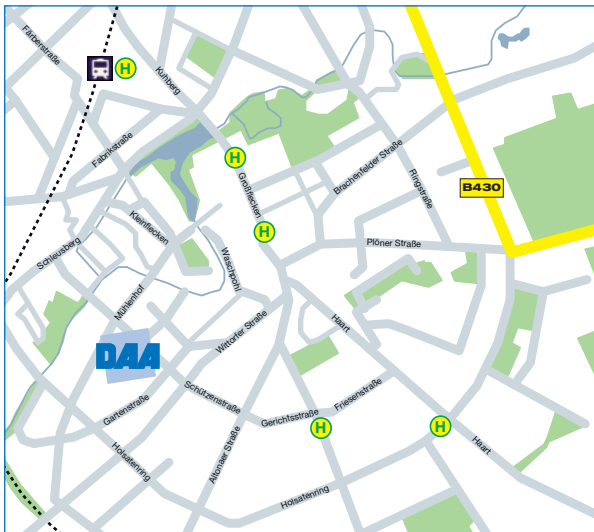 Färberstraße
H
Kuhberg
Fabrikstraße
H
Großflecken
Brachenfelder Straße
Ringstraße
B430
Kleinflecken
H
Schleusberg
Waschpohl
Plöner Straße
Mühlenhof
Wittorfer Straße
Haart
DAA
Schützenstraße
Friesenstraße
Gartenstraße
Gerichtsstraße
H
H
Altonaer Straße
Haart
Holsatenring
Holsatenring